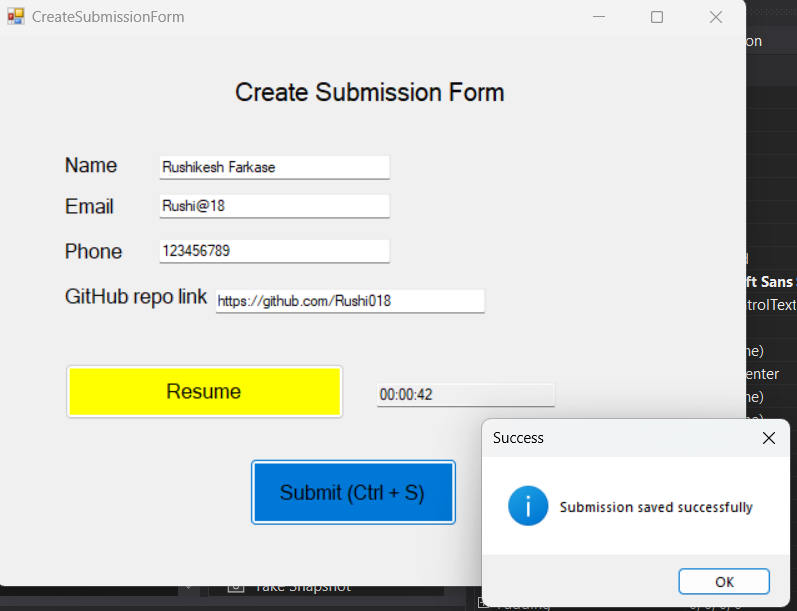 CreateSubmissionForm
on
Create Submission Form
Name Rushikesh Farkase
Email Rushi@18
Phone 123456789
ft Sans
GitHub repo link https://github.com/Rushi018
trolText
ne)
enter
ne)
Resume 00:00:42
Success
Submit (Ctrl + S)
Submission saved successfully
OK
Take Snapshot